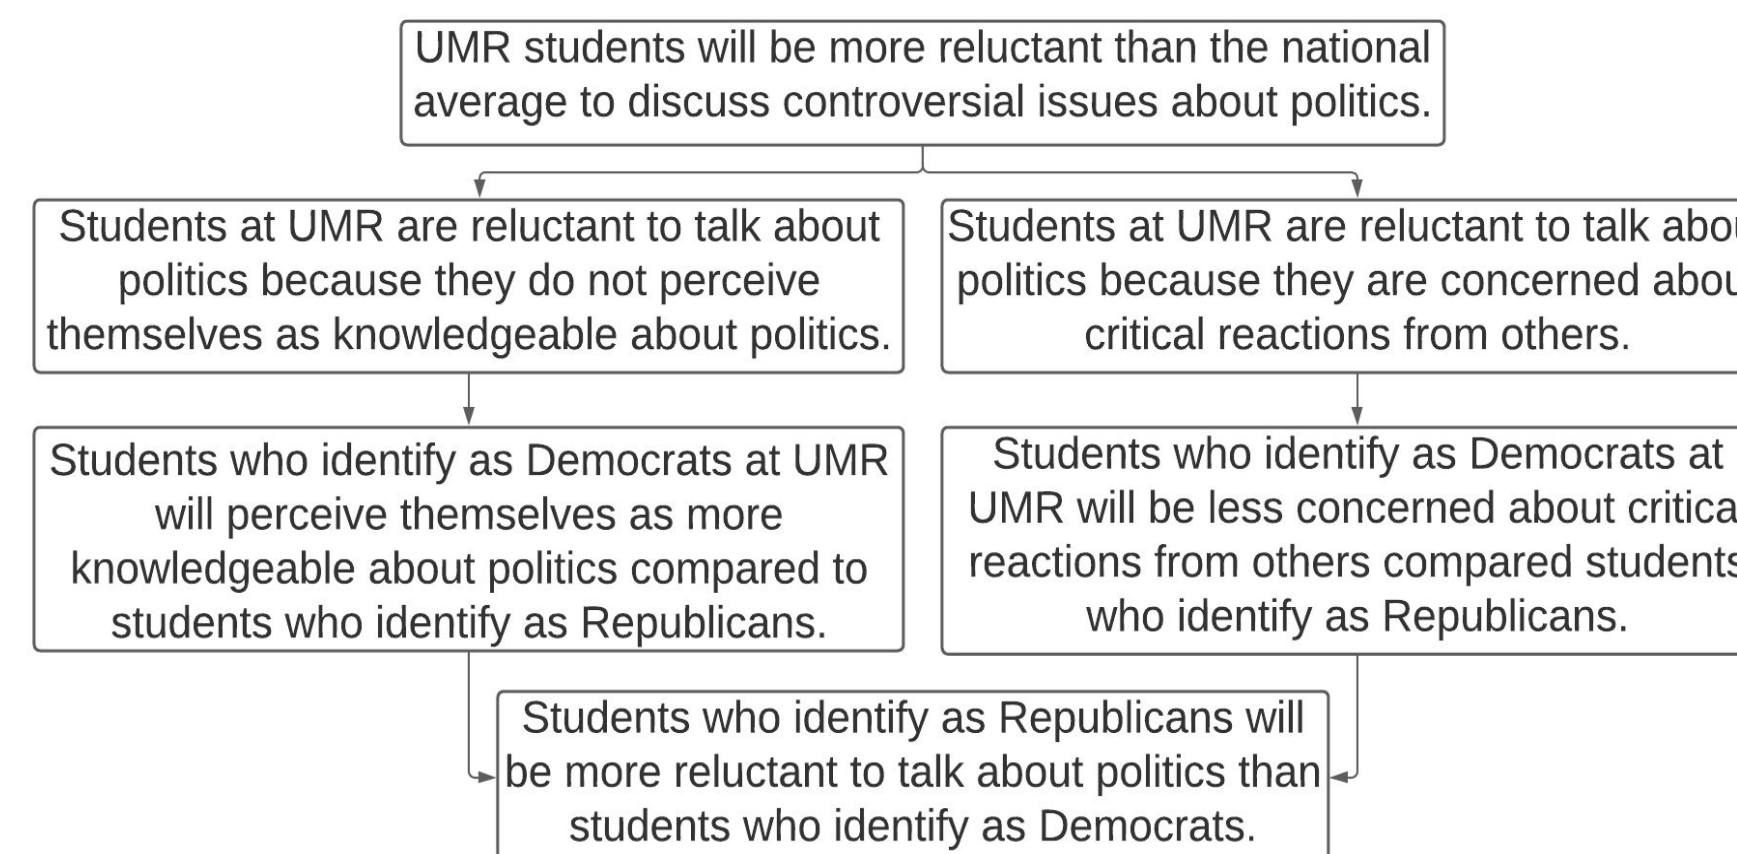 UMR students will be more reluctant than the national
average to discuss controversial issues about politics.
Students at UMR are reluctant to talk about
politics because they do not perceive
themselves as knowledgeable about politics.
Students at UMR are reluctant to talk
politics because they are concerned
critical reactions from others.
Students who identify as Democrats at UMR
will perceive themselves as more
knowledgeable about politics compared to
students who identify as Republicans.
Students who identify as Democrats at
UMR will be less concerned about
reactions from others compared students
who identify as Republicans.
Students who identify as Republicans will
be more reluctant to talk about politics than
students who identify as Democrats.